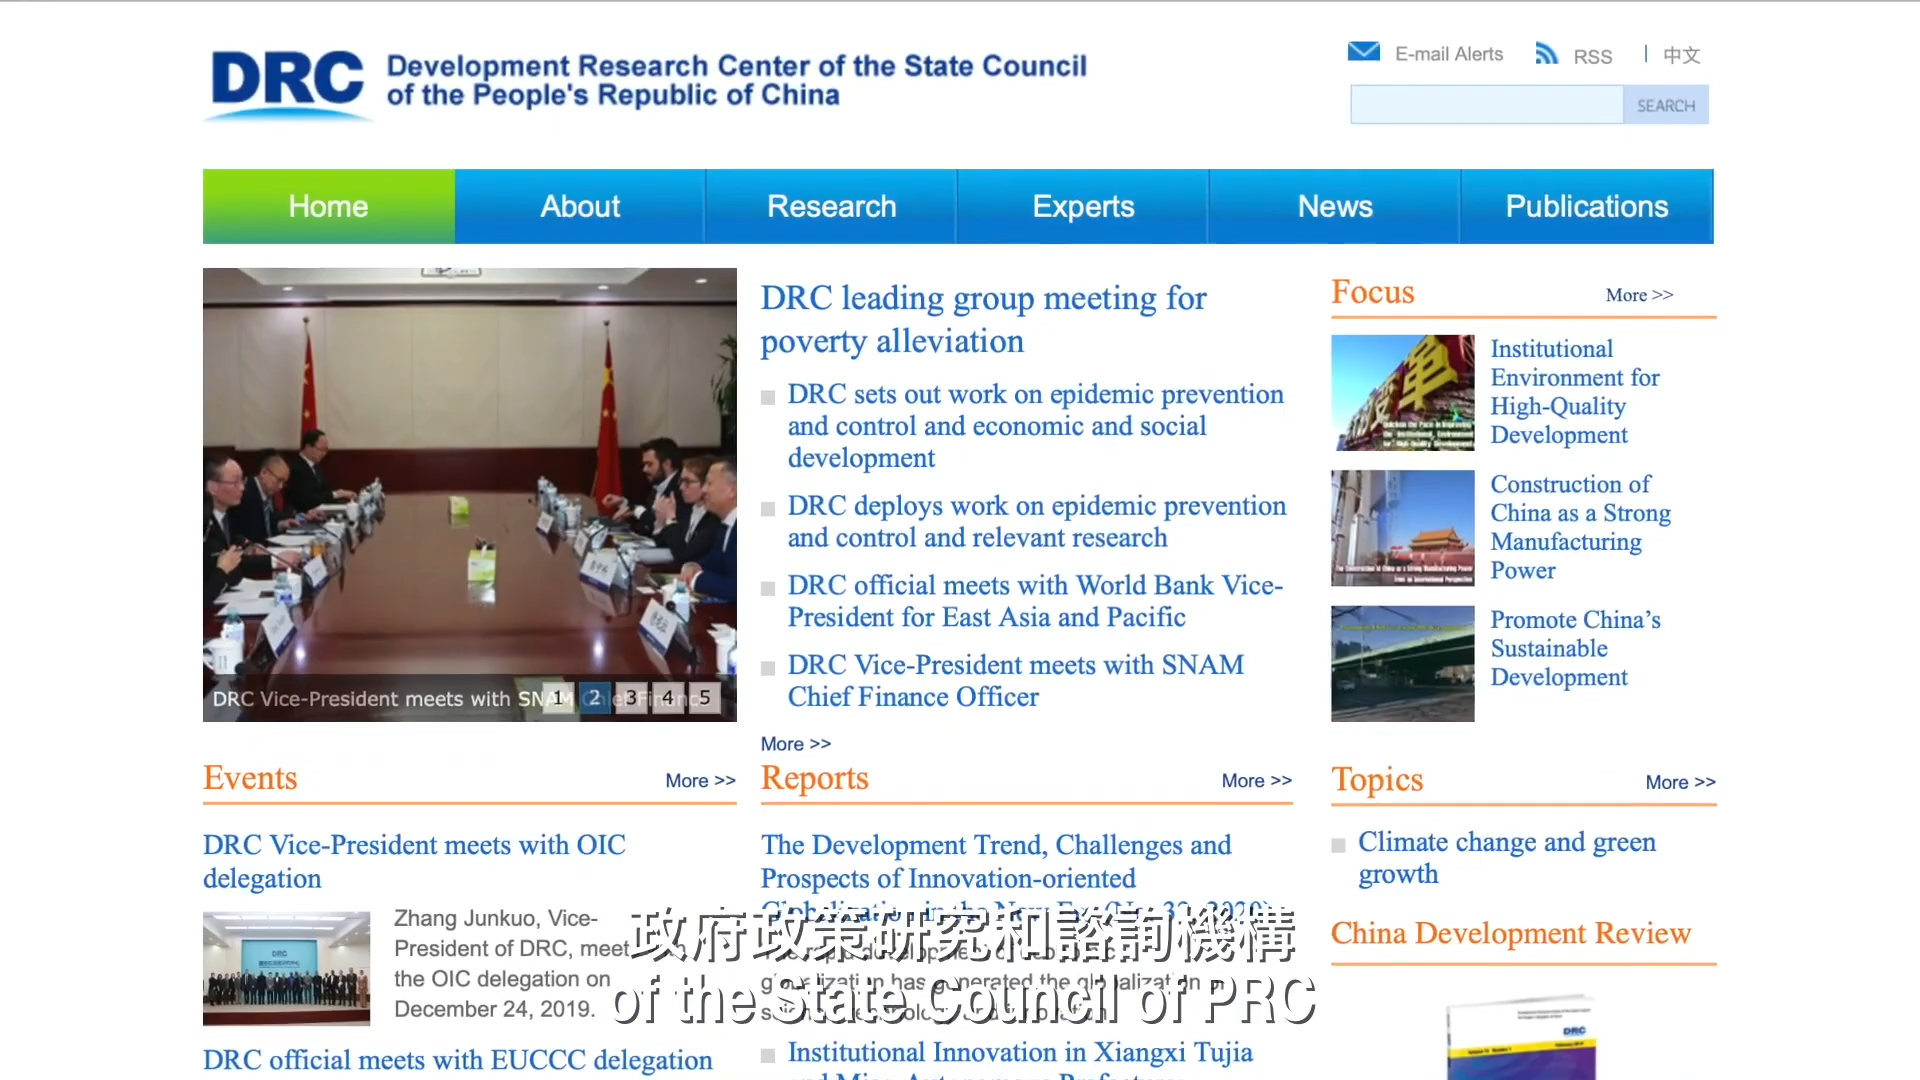 DRC
Development Research Center of the State Council
of the People's Republic of China
E-mail Alerts
RSS
中文
SEARCH
Home
About
Research
Experts
News
Publications
DRC Vice-President meets with SNAM Chief Financ
1 2 3 4 5
DRC leading group meeting for
poverty alleviation
DRC sets out work on epidemic prevention
and control and economic and social
development
DRC deploys work on epidemic prevention
and control and relevant research
DRC official meets with World Bank Vice-
President for East Asia and Pacific
DRC Vice-President meets with SNAM
Chief Finance Officer
More >>
Focus
More >>
Institutional
Environment for
High-Quality
Development
Construction of
China as a Strong
Manufacturing
Power
Promote China’s
Sustainable
Development
Events
More >>
DRC Vice-President meets with OIC
delegation
Zhang Junkuo, Vice-
President of DRC, meet
the OIC delegation on
December 24, 2019.
DRC official meets with EUCCC delegation
Reports
More >>
The Development Trend, Challenges and
Prospects of Innovation-oriented
Institutional Innovation in Xiangxi Tujia
Topics
More >>
Climate change and green
growth
China Development Review
DRC
政府政策研究和諮詢機構
of the State Council of PRC